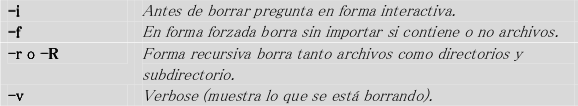 -i Antes de borrar pregunta en forma interactiva.
-f En forma forzada borra sin importar si contiene o no archivos.
-r o -R Forma recursiva borra tanto archivos como directorios y
subdirectorio.
-v Verbose (muestra lo que se está borrando).